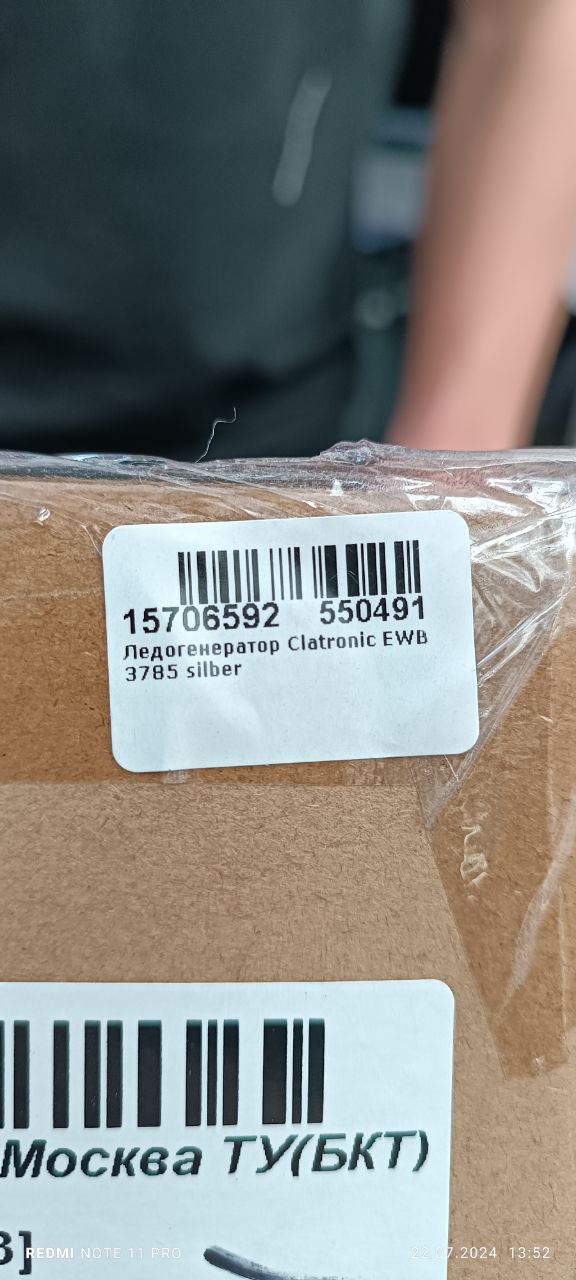 15706592 550491
Ледогенератор Clatronic EWB
3785 silber
Москва ТУ(БКТ)
REDMI NOTE 11 PRO
22.07.2024 13:52